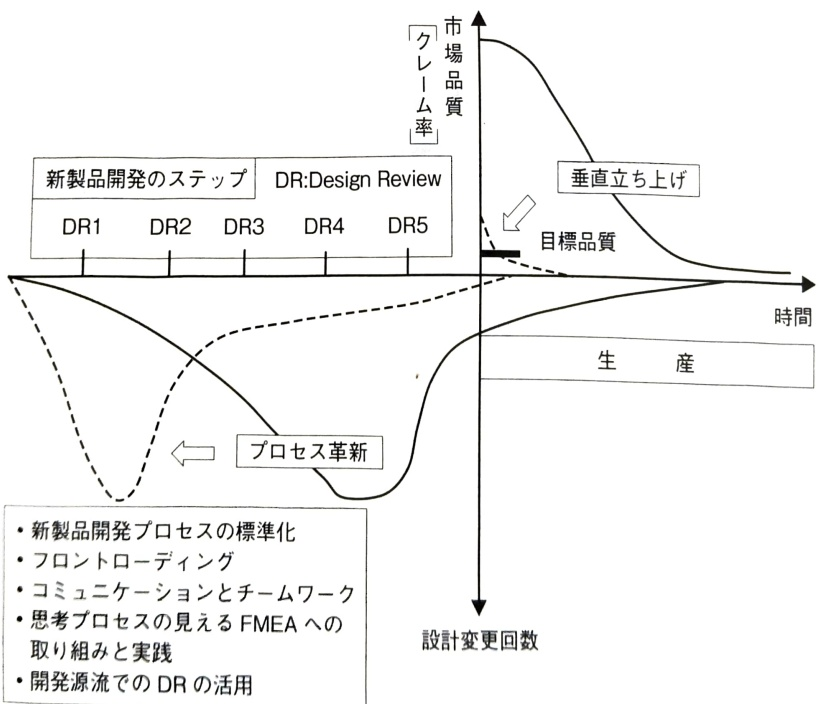 市場品質
［クレーム率］
新製品開発のステップ
DR:Design Review
DR1 DR2 DR3 DR4 DR5
垂直立ち上げ
目標品質
時間
生 産
プロセス革新
・新製品開発プロセスの標準化
・フロントローディング
・コミュニケーションとチームワーク
・思考プロセスの見える FMEA への
取り組みと実践
・開発源流での DR の活用
設計変更回数